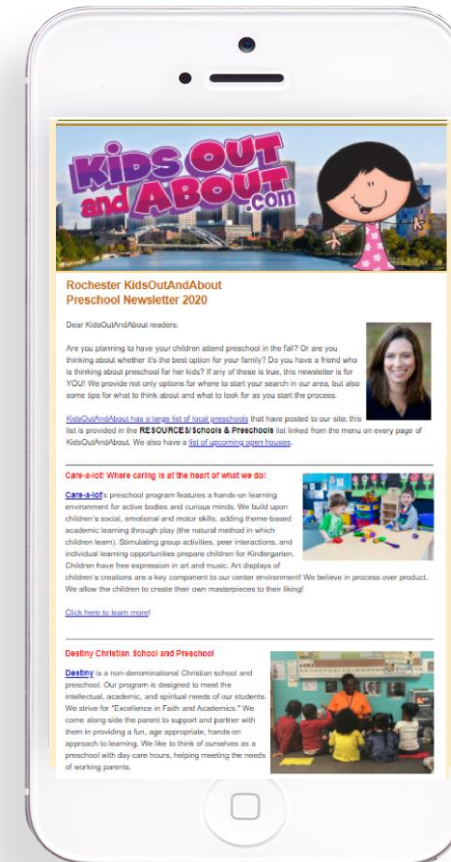 KiDS OUT
and ABOUT
.com
Rochester KidsOutAndAbout
Preschool Newsletter 2020
Dear KidsOutAndAbout readers:
Are you planning to have your children attend preschool in the fall? Or are you
thinking about whether it's the best option for your family? Do you have a friend who
is thinking about preschool for her kids? If any of these is true, this newsletter is for
YOU! We provide not only options for where to start your search in our area, but also
some tips for what to think about and what to look for as you start the process.
KidsOutAndAbout has a large list of local preschools that have posted to our site; this
list is provided in the RESOURCES/Schools & Preschools list linked from the menu on every page of
KidsOutAndAbout. We also have a list of upcoming open houses.
Care-a-lot! Where caring is at the heart of what we do!
Care-a-lot's preschool program features a hands-on learning
environment for active bodies and curious minds. We build upon
children's social, emotional and motor skills, adding theme-based
academic learning through play (the natural method in which
children learn). Stimulating group activities, peer interactions, and
individual learning opportunities prepare children for Kindergarten.
Children have free expression in art and music. Art displays of
children's creations are a key component to our center environment! We believe in process over product.
We allow the children to create their own masterpieces to their liking!
Click here to learn more!
Destiny Christian School and Preschool
Destiny is a non-denominational Christian school and
preschool. Our program is designed to meet the
intellectual, academic, and spiritual needs of our students.
We strive for "Excellence in Faith and Academics." We
come along side the parent to support and partner with
them in providing a fun, age appropriate, hands on
approach to learning. We like to think of ourselves as a
preschool with day care hours, helping meeting the needs
of working parents.